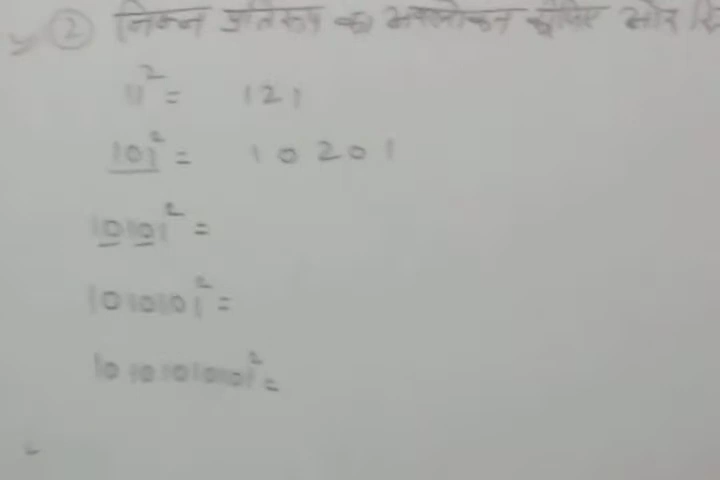 ② निम्न प्रतिरूप का अवलोकन कीजिए और रि
11² = 121
101² = 10201
10101² =
1010101² =